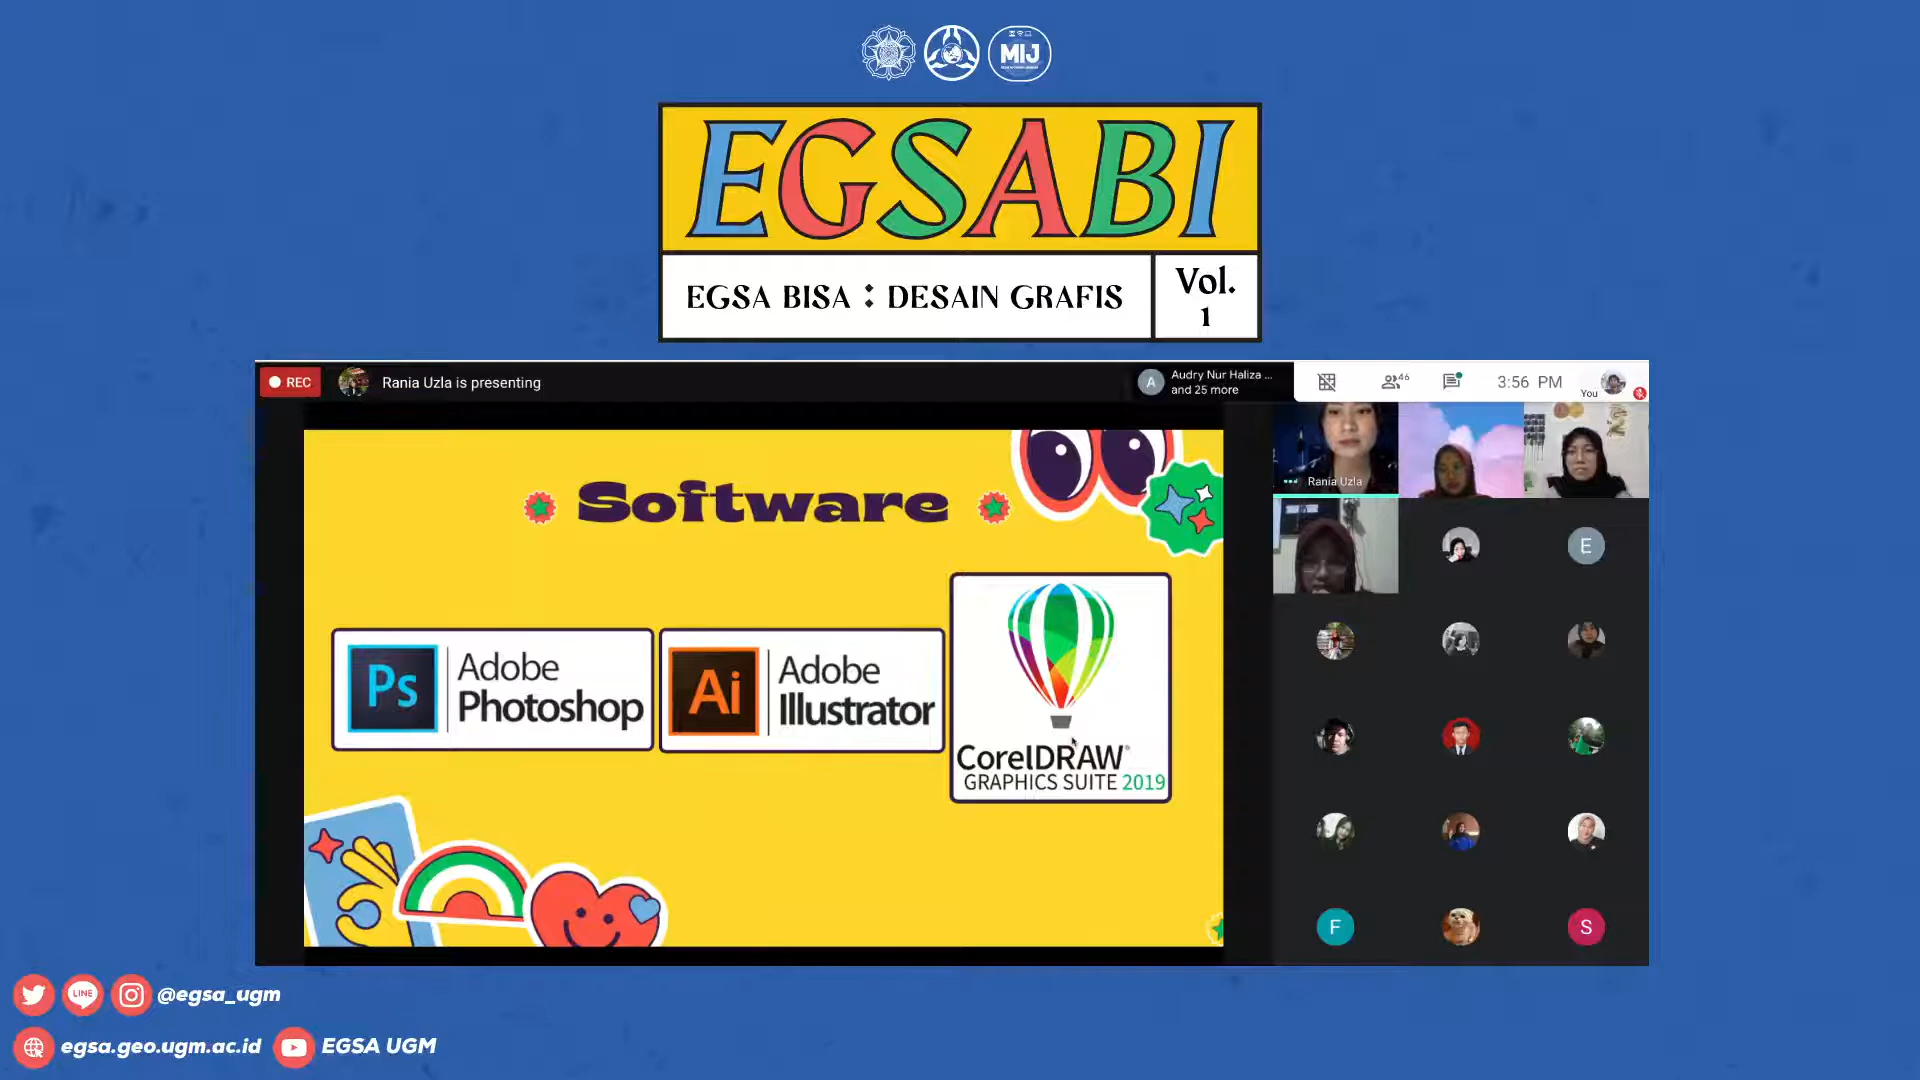 MIJ
EGSABI
EGSA BISA : DESAIN GRAFIS
Vol.
1
REC
Rania Uzla is presenting
A
Audry Nur Haliza ...
and 25 more
46
3:56 PM
You
Software
Rania Uzla
E
Ps
Adobe
Photoshop
Ai
Adobe
Illustrator
CorelDRAW®
GRAPHICS SUITE 2019
F
S
LINE
@egsa_ugm
egsa.geo.ugm.ac.id
EGSA UGM